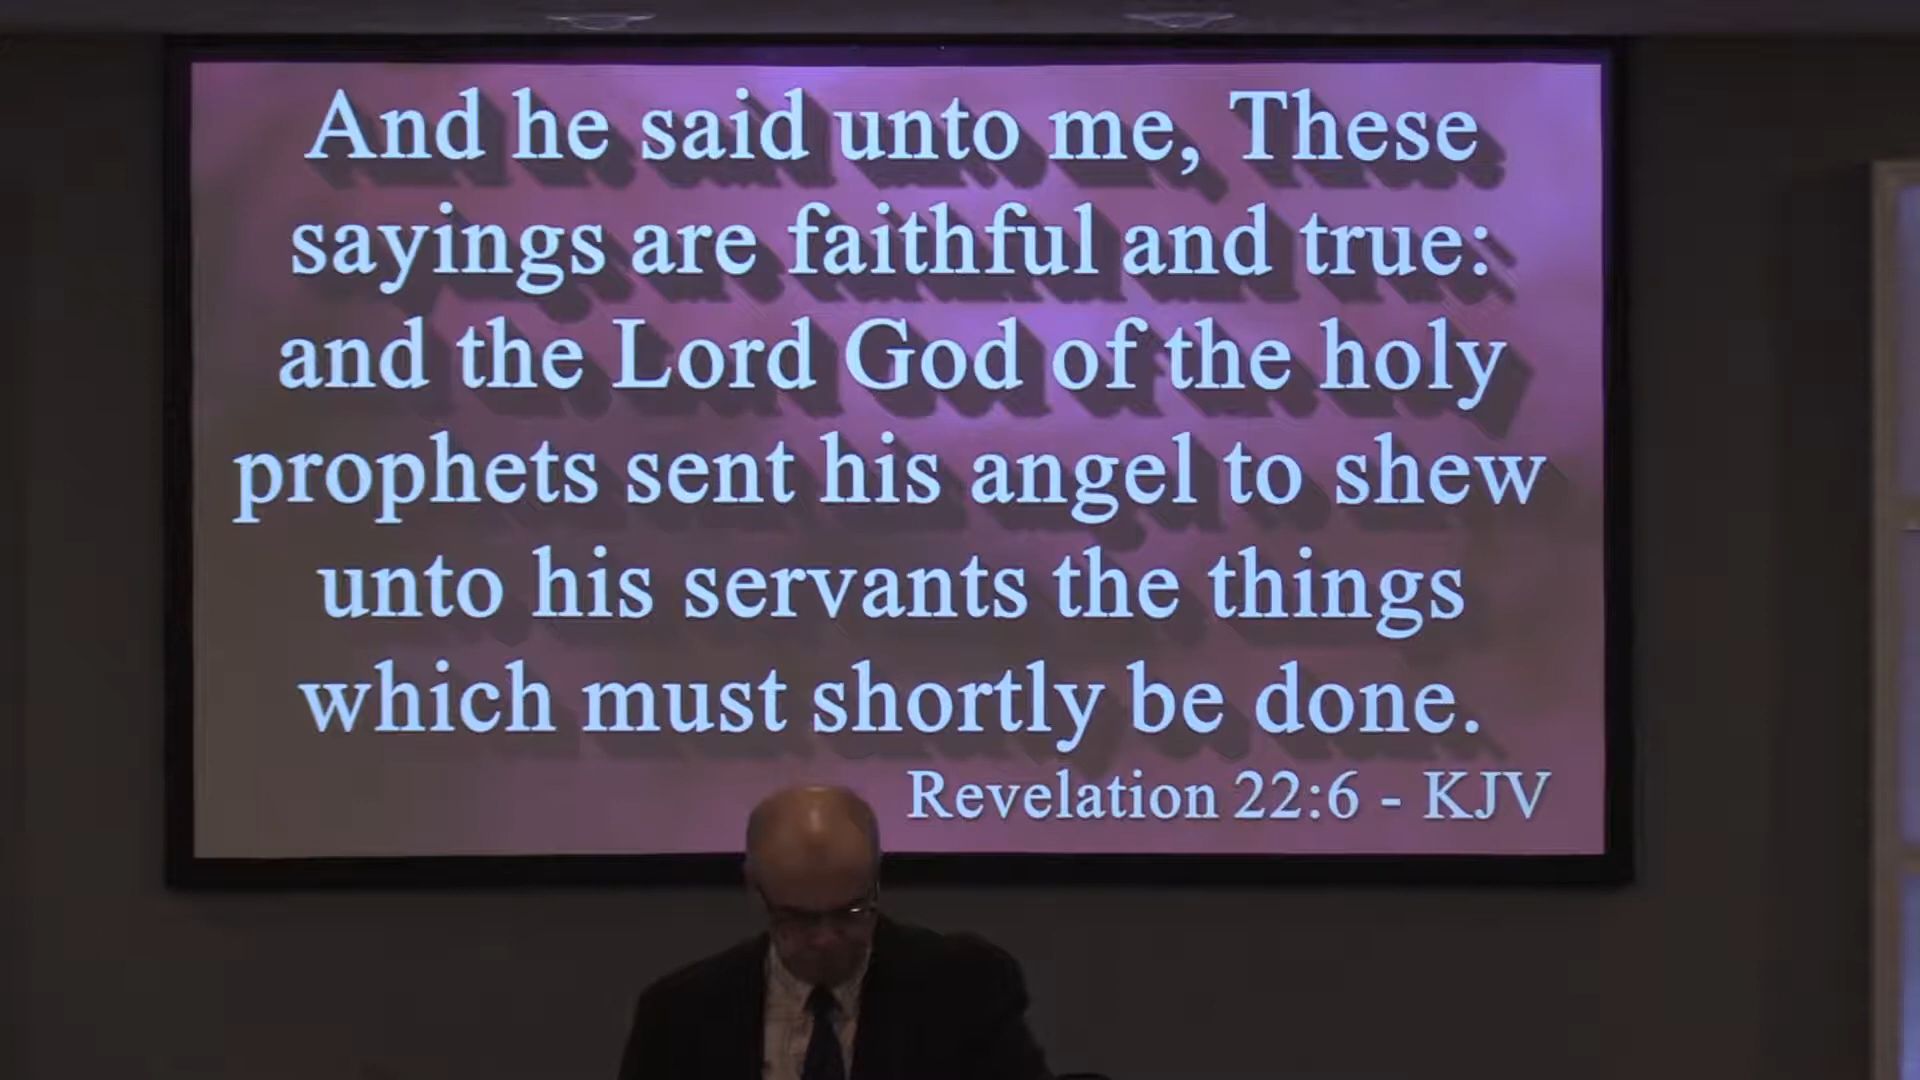 And he said unto me, These
sayings are faithful and true:
and the Lord God of the holy
prophets sent his angel to shew
unto his servants the things
which must shortly be done.
Revelation 22:6 - KJV